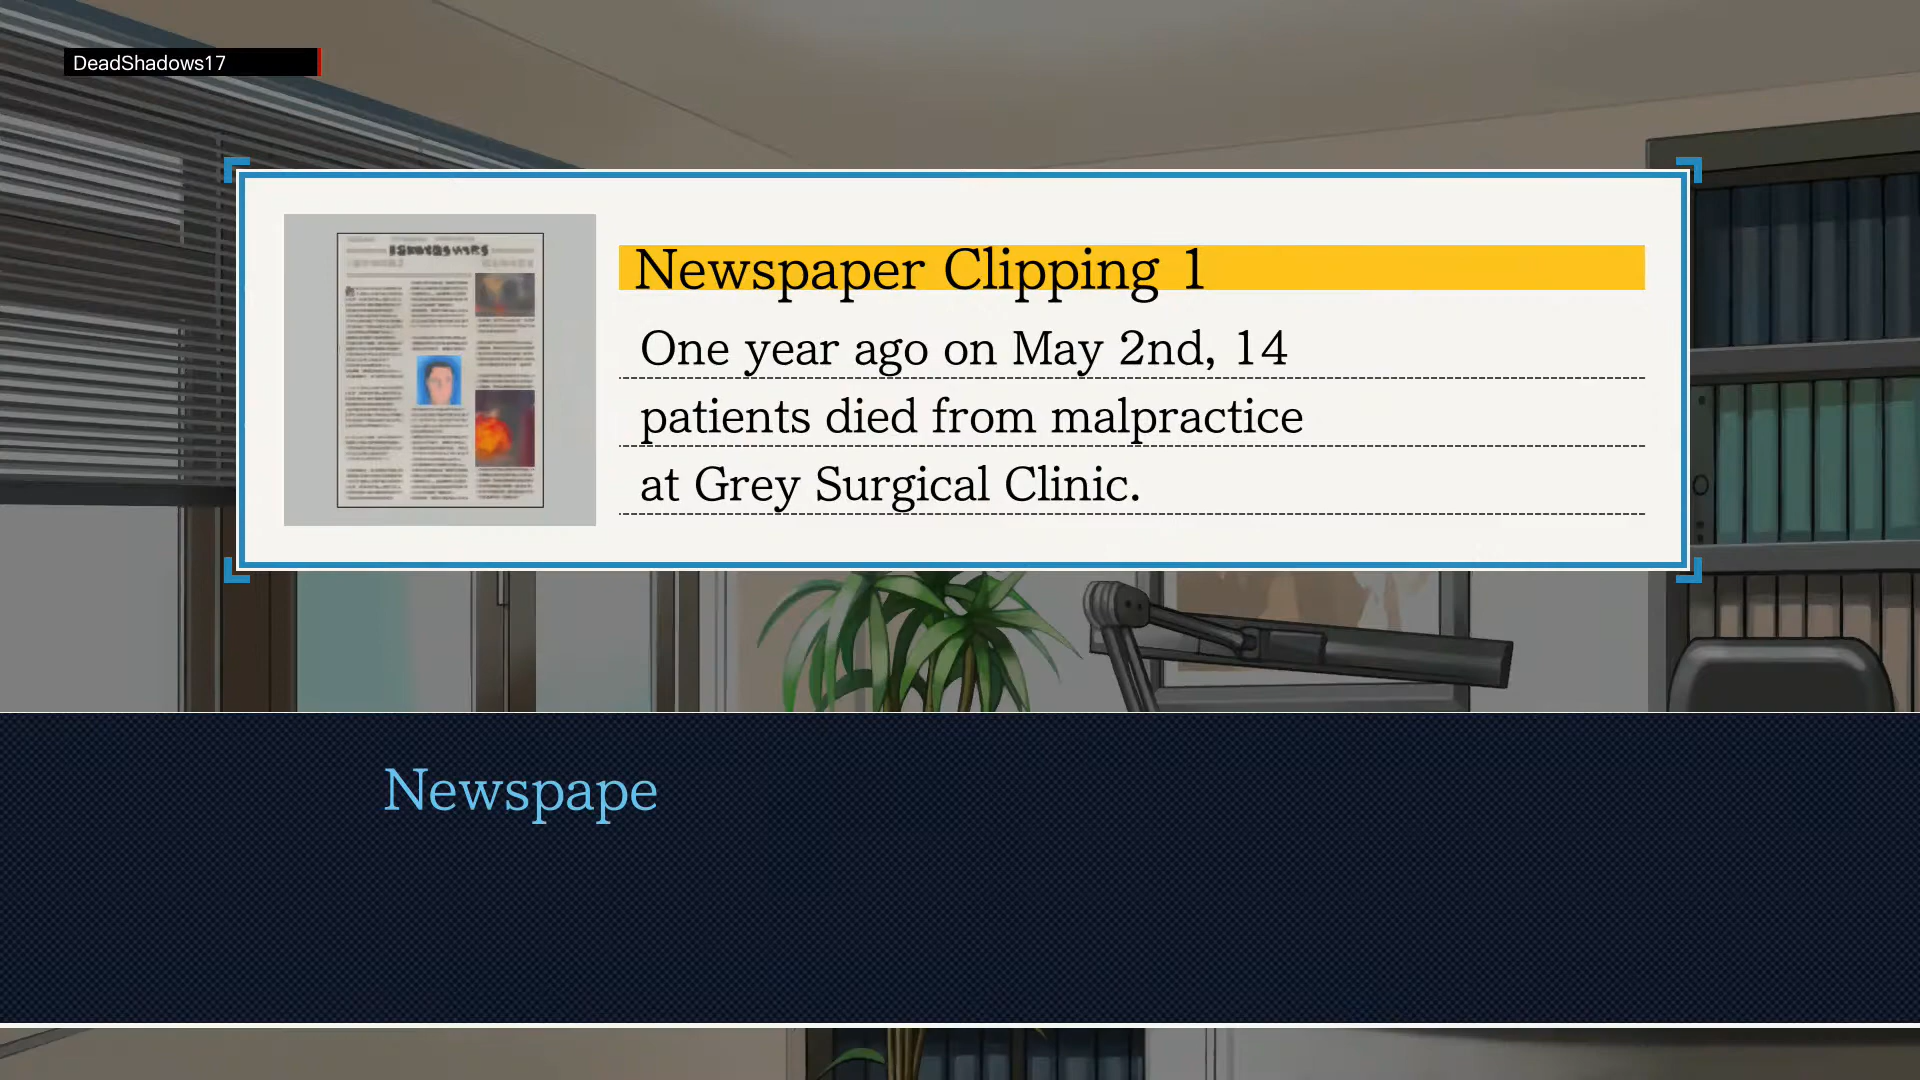 DeadShadows17
Newspaper Clipping 1
One year ago on May 2nd, 14
patients died from malpractice
at Grey Surgical Clinic.
Newspape